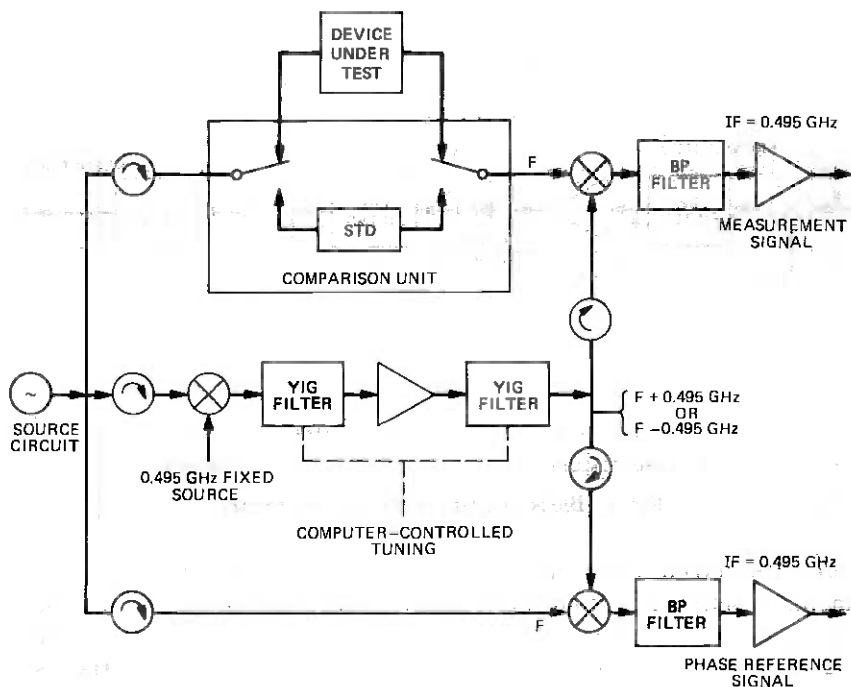 DEVICE
UNDER
TEST
IF = 0.495 GHz
F
BP
FILTER
MEASUREMENT
SIGNAL
STD
COMPARISON UNIT
~
SOURCE
CIRCUIT
YIG
FILTER
YIG
FILTER
F + 0.495 GHz
OR
F −0.495 GHz
0.495 GHz FIXED
SOURCE
COMPUTER−CONTROLLED
TUNING
IF = 0.495 GHz
F
BP
FILTER
PHASE REFERENCE
SIGNAL